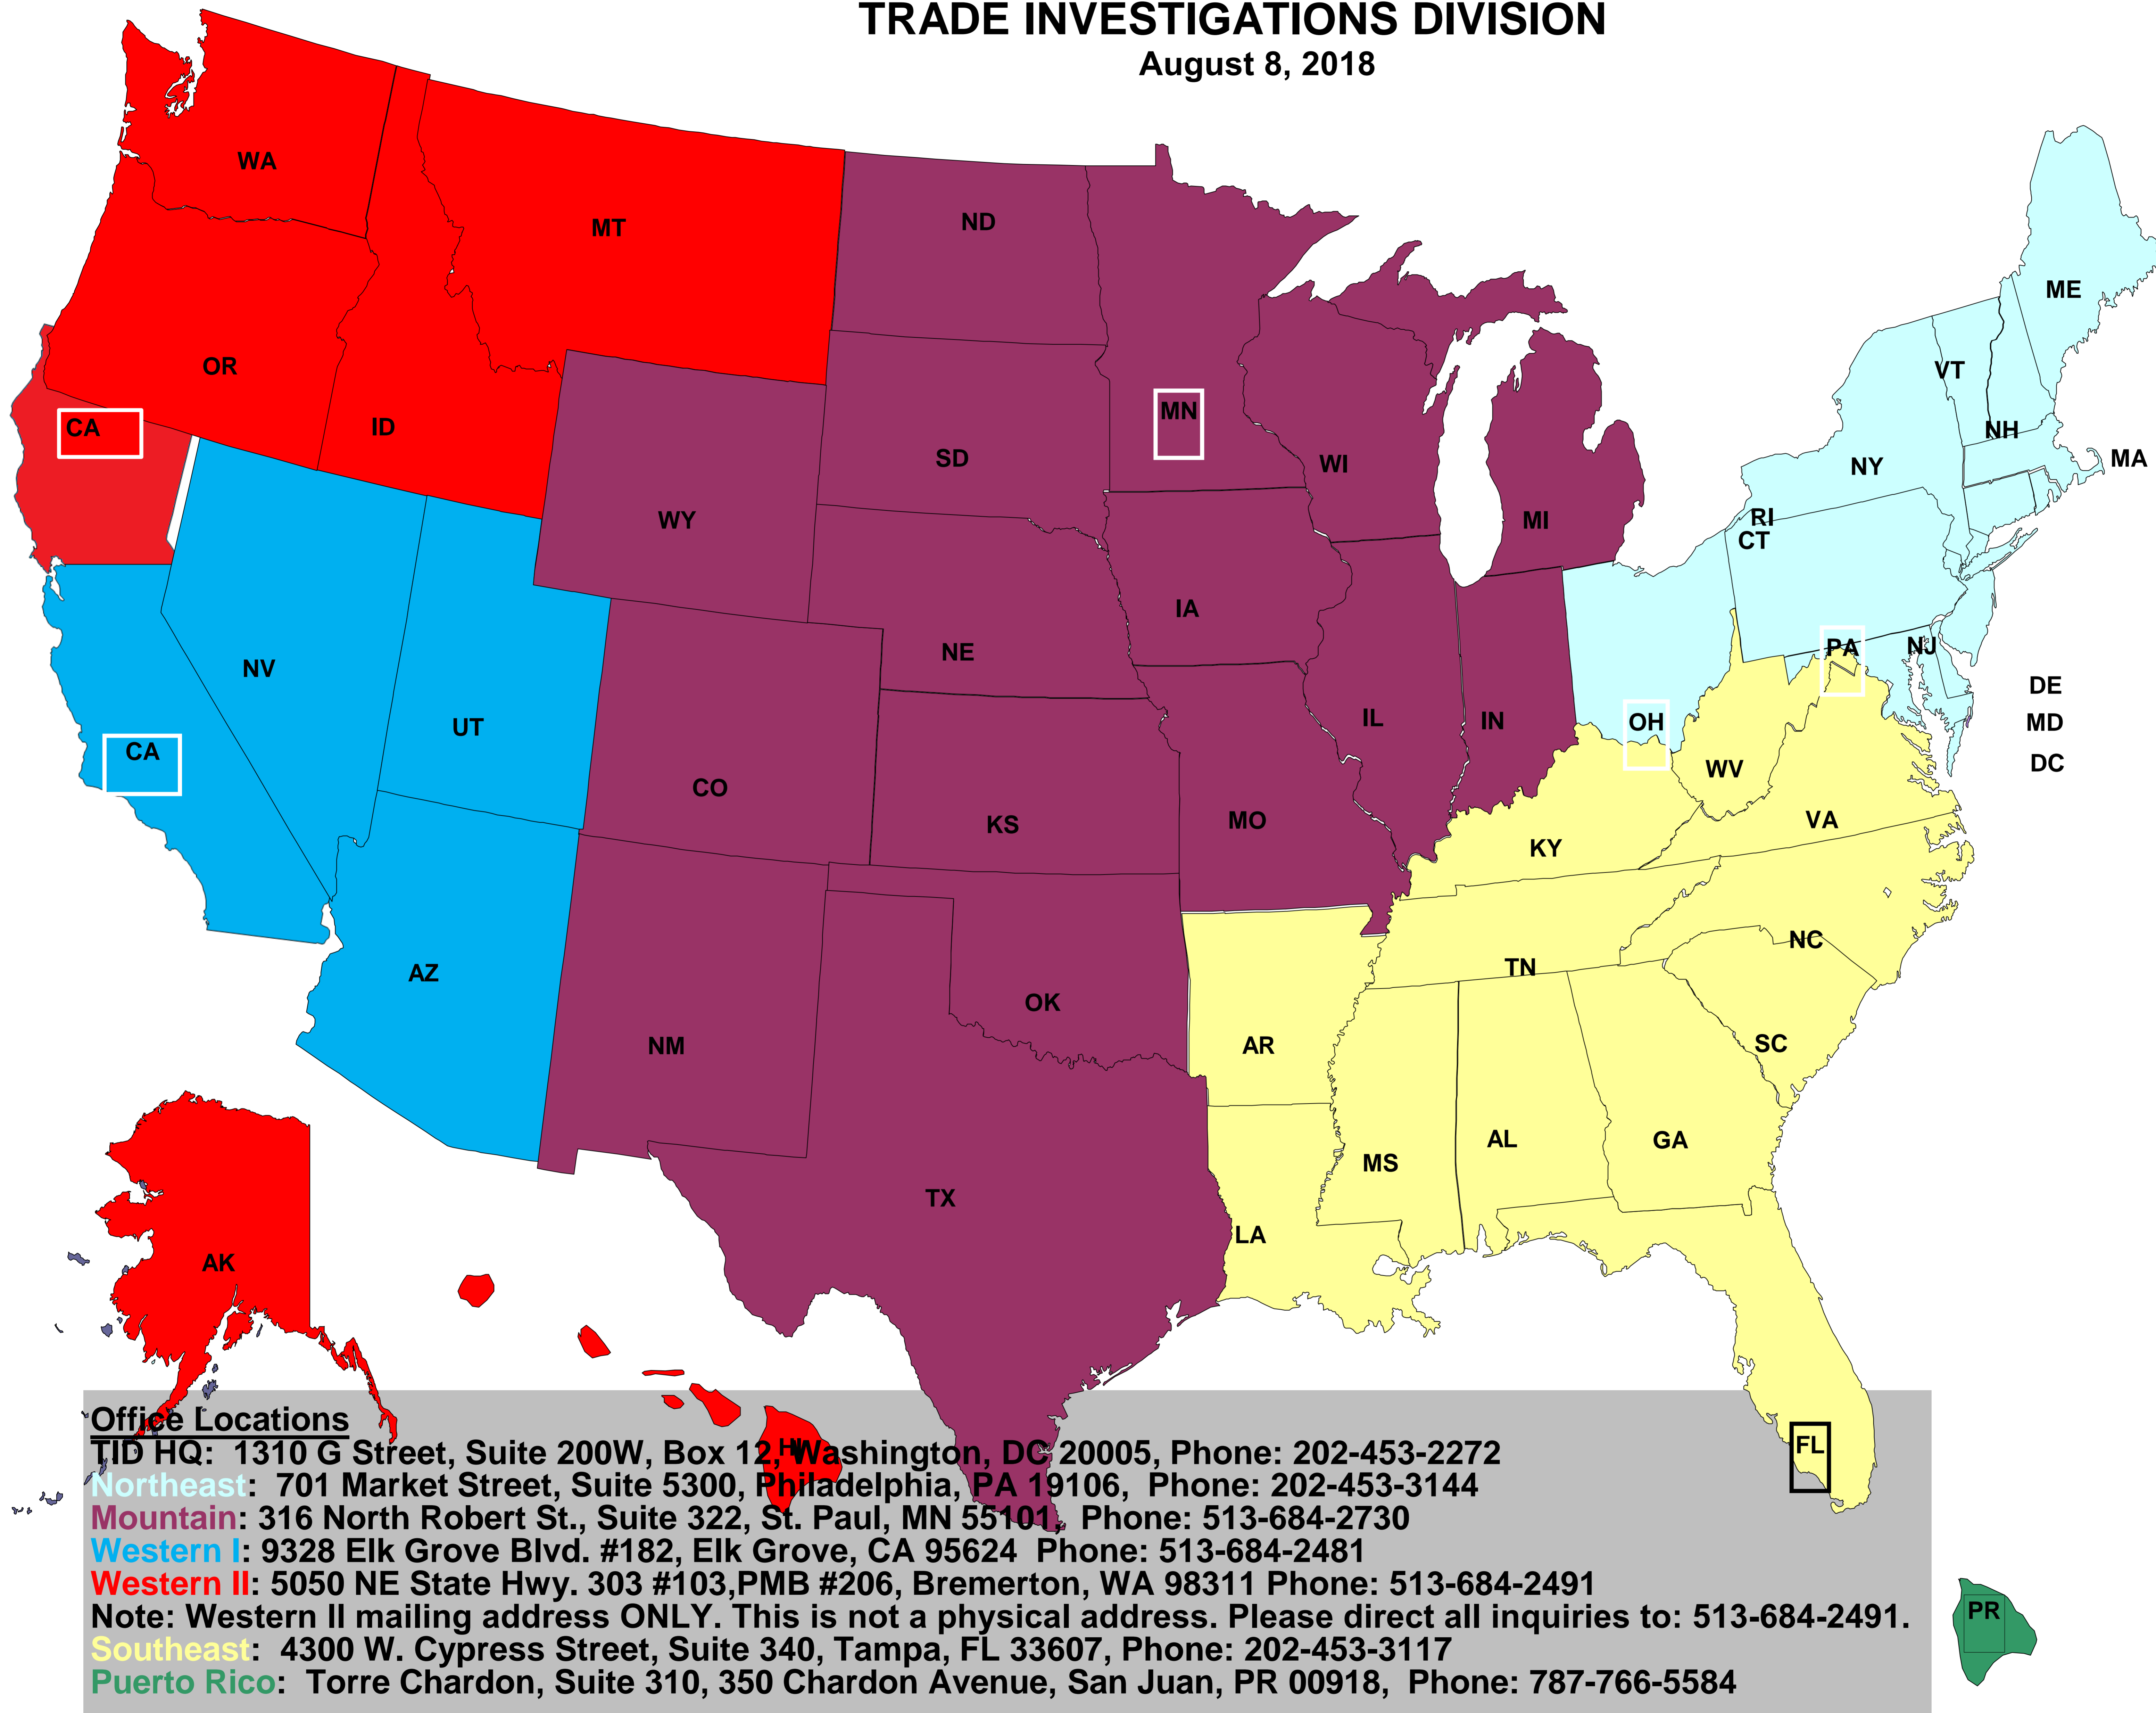 TRADE INVESTIGATIONS DIVISION
August 8, 2018
WA
MT
ND
ME
OR
VT
ID
CA
MN
NH
SD
WI
NY
MA
WY
MI
RI
CT
IA
NV
NE
PA
NJ
DE
UT
IL
IN
OH
MD
CA
WV
DC
CO
KS
MO
VA
KY
NC
TN
AZ
OK
NM
AR
SC
MS
AL
GA
TX
LA
AK
FL
HI
Office Locations
TID HQ: 1310 G Street, Suite 200W, Box 12, Washington, DC 20005, Phone: 202-453-2272
Northeast: 701 Market Street, Suite 5300, Philadelphia, PA 19106, Phone: 202-453-3144
Mountain: 316 North Robert St., Suite 322, St. Paul, MN 55101, Phone: 513-684-2730
Western I: 9328 Elk Grove Blvd. #182, Elk Grove, CA 95624 Phone: 513-684-2481
Western II: 5050 NE State Hwy. 303 #103,PMB #206, Bremerton, WA 98311 Phone: 513-684-2491
Note: Western II mailing address ONLY. This is not a physical address. Please direct all inquiries to: 513-684-2491.
Southeast: 4300 W. Cypress Street, Suite 340, Tampa, FL 33607, Phone: 202-453-3117
Puerto Rico: Torre Chardon, Suite 310, 350 Chardon Avenue, San Juan, PR 00918, Phone: 787-766-5584
PR